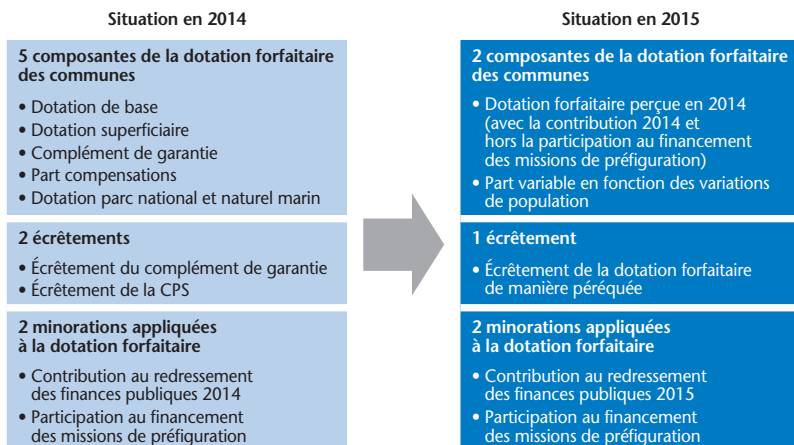 Situation en 2014
5 composantes de la dotation forfaitaire
des communes
• Dotation de base
• Dotation superficiaire
• Complément de garantie
• Part compensations
• Dotation parc national et naturel marin
2 écrêtements
• Écrêtement du complément de garantie
• Écrêtement de la CPS
2 minorations appliquées
à la dotation forfaitaire
• Contribution au redressement
des finances publiques 2014
• Participation au financement
des missions de préfiguration
Situation en 2015
2 composantes de la dotation forfaitaire
des communes
• Dotation forfaitaire perçue en 2014
(avec la contribution 2014 et
hors la participation au financement
des missions de préfiguration)
• Part variable en fonction des variations
de population
1 écrêtement
• Écrêtement de la dotation forfaitaire
de manière péréquée
2 minorations appliquées
à la dotation forfaitaire
• Contribution au redressement
des finances publiques 2015
• Participation au financement
des missions de préfiguration